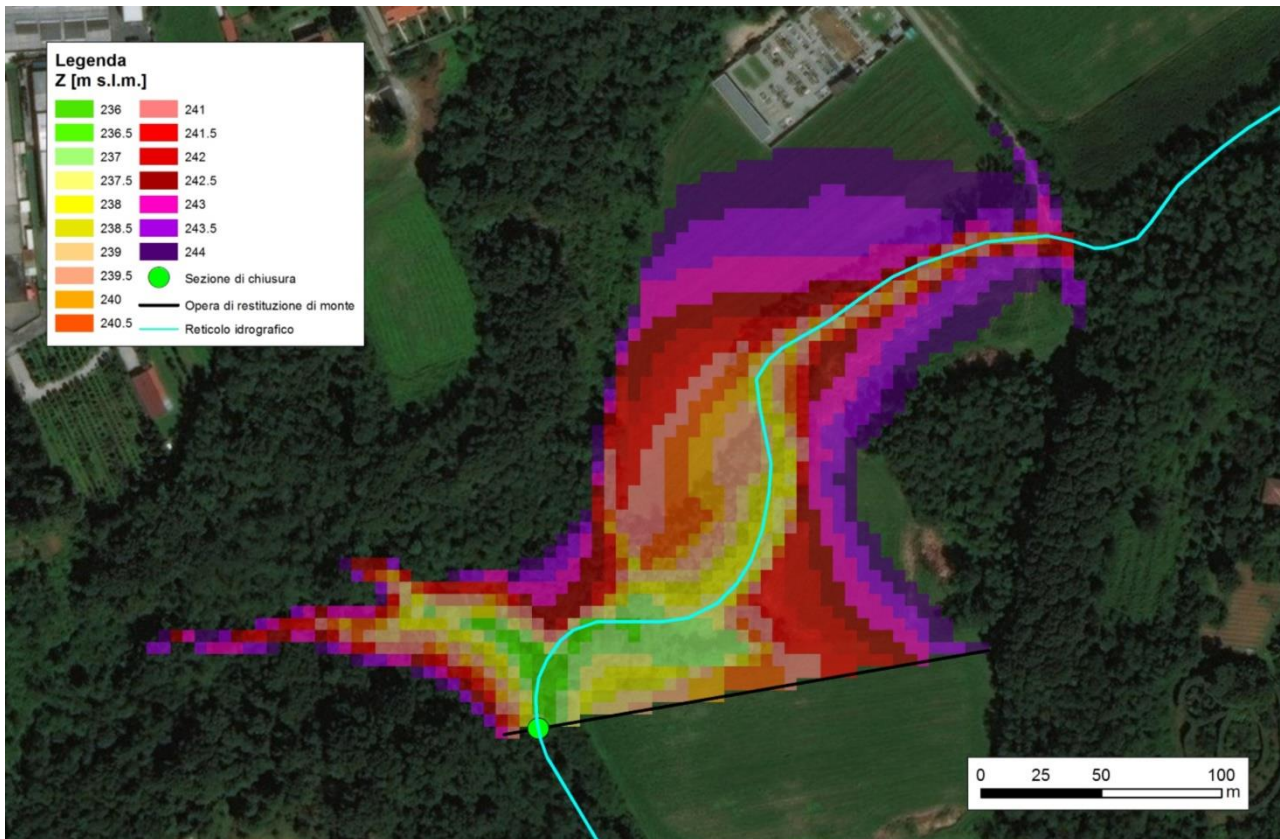 Legenda
Z [m s.l.m.]
236
236.5
237
237.5
238
238.5
239
239.5
240
240.5
241
241.5
242
242.5
243
243.5
244
Sezione di chiusura
Opera di restituzione di monte
Reticolo idrografico
0 25 50 100
m